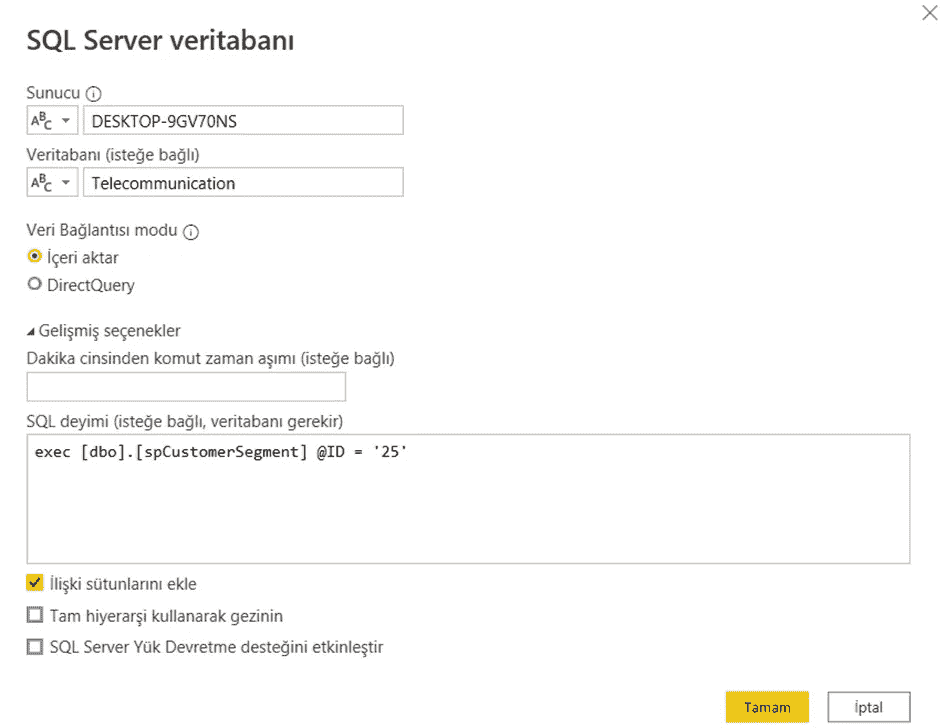 SQL Server veritabanı
Sunucu
ABC DESKTOP-9GV70NS
Veritabanı (isteğe bağlı)
ABC Telecommunication
Veri Bağlantısı modu
İçeri aktar
DirectQuery
Gelişmiş seçenekler
Dakika cinsinden komut zaman aşımı (isteğe bağlı)
SQL deyimi (isteğe bağlı, veritabanı gerekir)
exec [dbo].[spCustomerSegment] @ID = '25'
İlişki sütunlarını ekle
Tam hiyerarşi kullanarak gezinin
SQL Server Yük Devretme desteğini etkinleştir
Tamam İptal